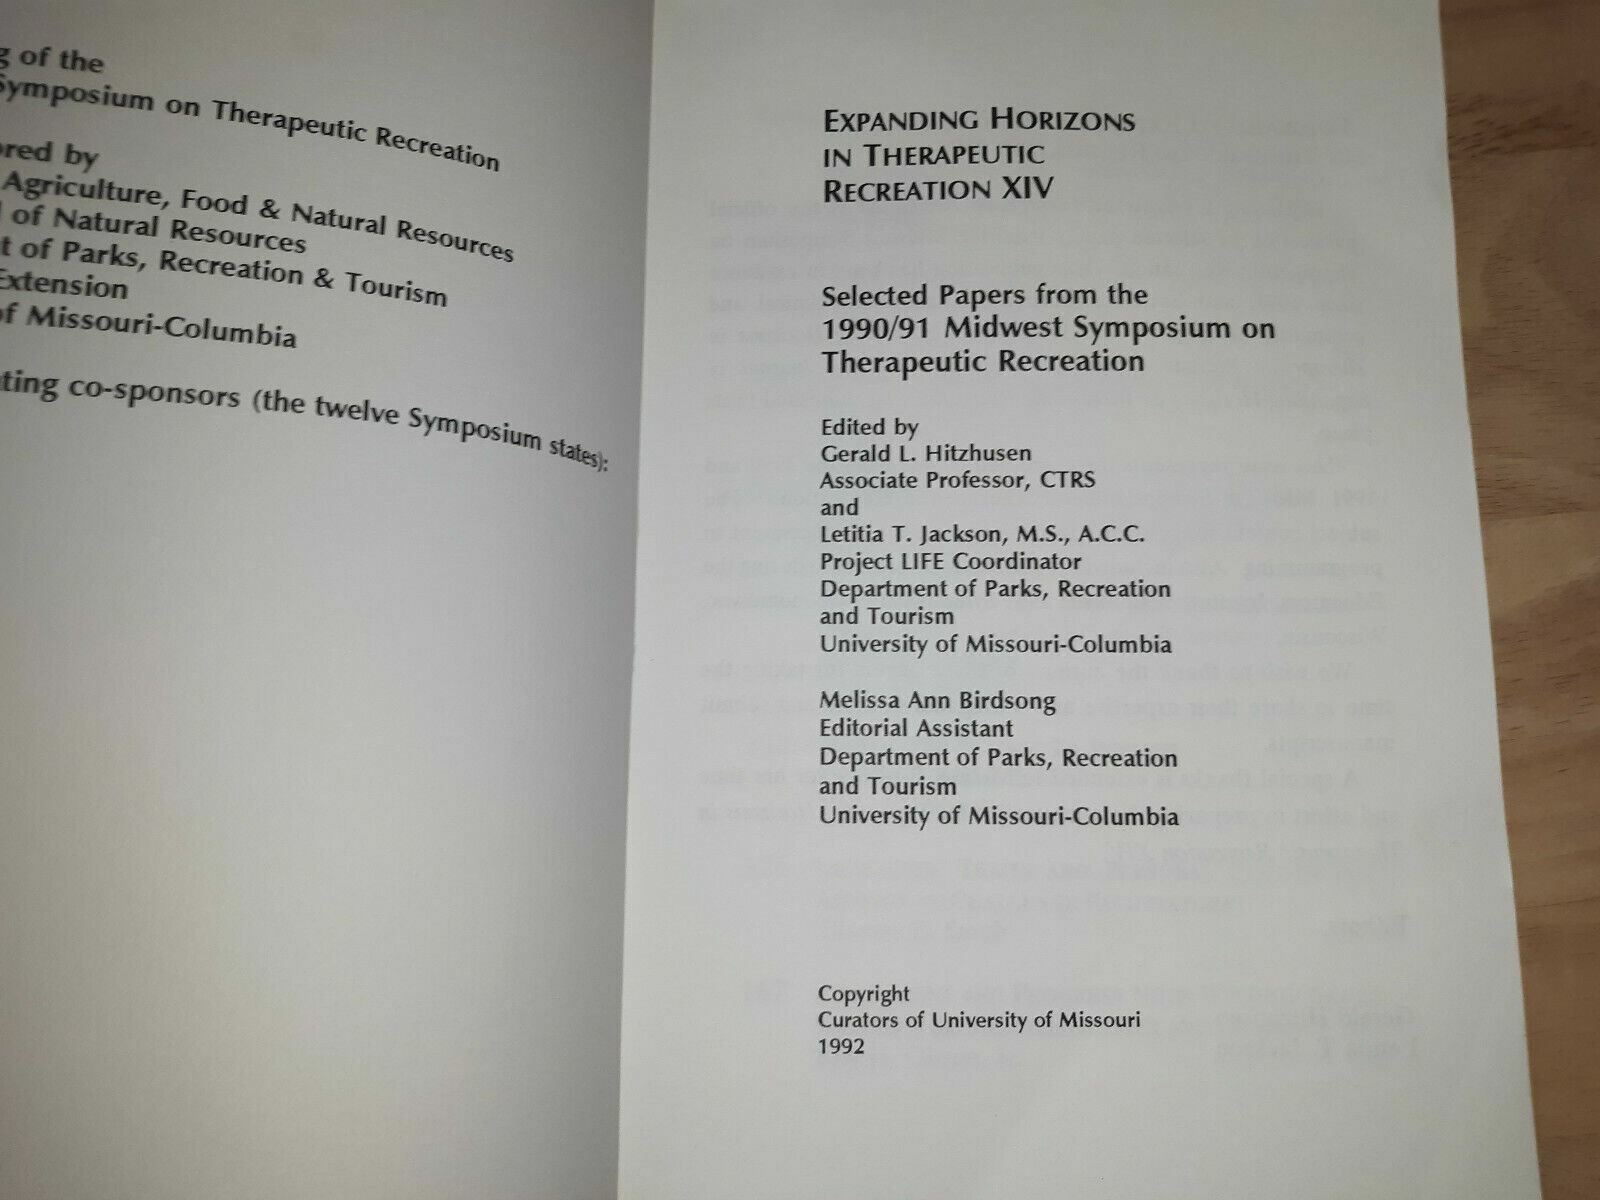 of the
Symposium on Therapeutic Recreation
by
Agriculture, Food & Natural Resources
of Natural Resources
of Parks, Recreation & Tourism
Extension
of Missouri-Columbia
co-sponsors (the twelve Symposium states):
EXPANDING HORIZONS
IN THERAPEUTIC
RECREATION XIV
Selected Papers from the
1990/91 Midwest Symposium on
Therapeutic Recreation
Edited by
Gerald L. Hitzhusen
Associate Professor, CTRS
and
Letitia T. Jackson, M.S., A.C.C.
Project LIFE Coordinator
Department of Parks, Recreation
and Tourism
University of Missouri-Columbia
Melissa Ann Birdsong
Editorial Assistant
Department of Parks, Recreation
and Tourism
University of Missouri-Columbia
Copyright
Curators of University of Missouri
1992